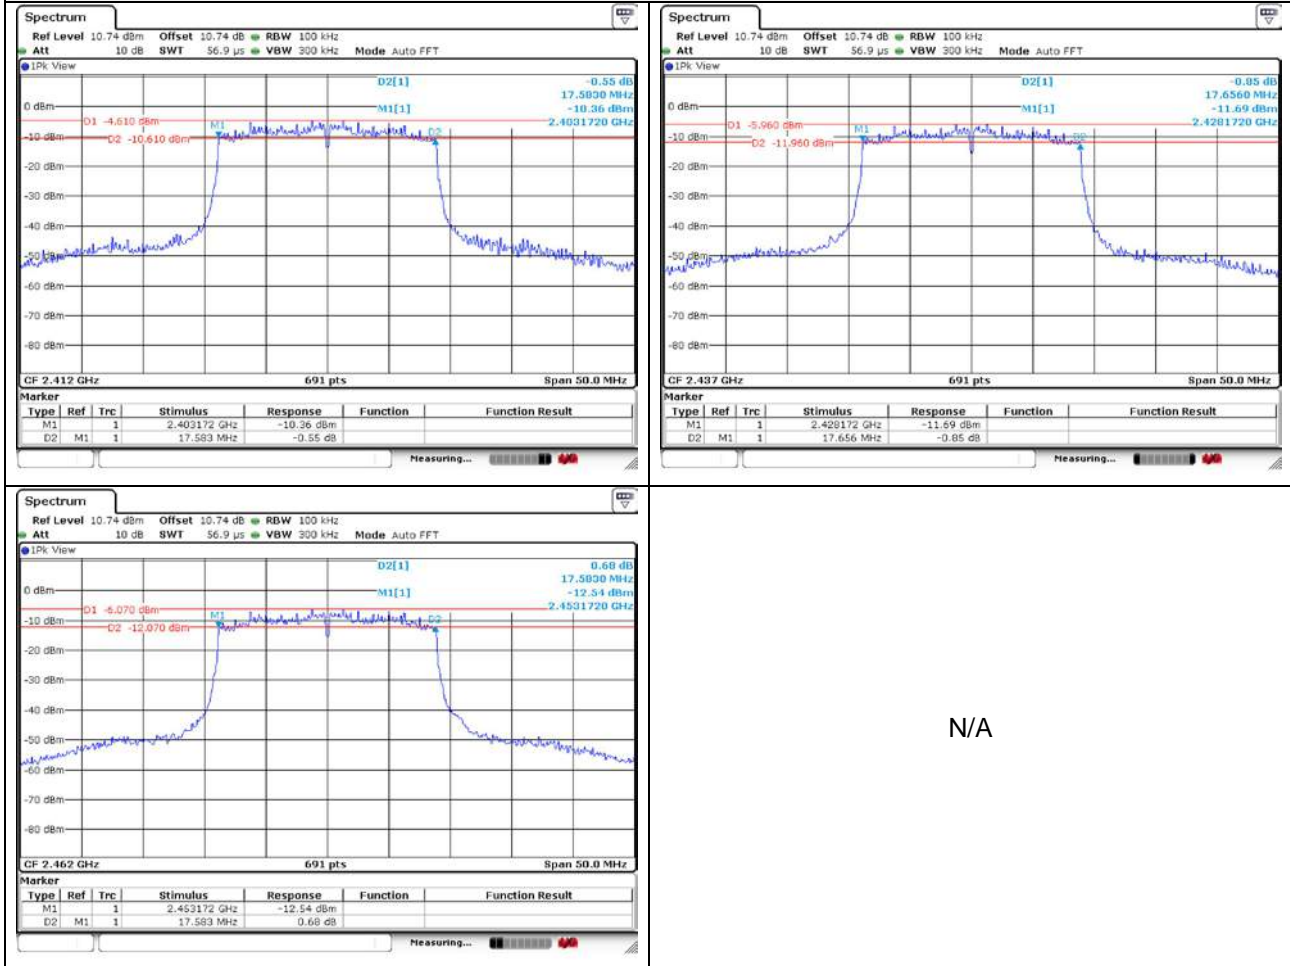 Spectrum
Ref Level 10.74 dBm Offset 10.74 dB RBW 100 kHz
Att 10 dB SWT 56.9 µs VBW 300 kHz Mode Auto FFT
1Pk View
D2[1] -0.55 dB
17.5830 MHz
0 dBm M1[1] -10.36 dBm
D1 -4.610 dBm 2.4031720 GHz
M1 D2
-10 dBm D2 -10.610 dBm
-20 dBm
-30 dBm
-40 dBm
-50 dBm
-60 dBm
-70 dBm
-80 dBm
CF 2.412 GHz 691 pts Span 50.0 MHz
Marker
Type Ref Trc Stimulus Response Function Function Result
M1 1 2.403172 GHz -10.36 dBm
D2 M1 1 17.583 MHz -0.55 dB
Measuring...
Spectrum
Ref Level 10.74 dBm Offset 10.74 dB RBW 100 kHz
Att 10 dB SWT 56.9 µs VBW 300 kHz Mode Auto FFT
1Pk View
D2[1] -0.85 dB
17.6560 MHz
0 dBm M1[1] -11.69 dBm
D1 -5.960 dBm 2.4281720 GHz
M1 D2
-10 dBm
D2 -11.960 dBm
-20 dBm
-30 dBm
-40 dBm
-50 dBm
-60 dBm
-70 dBm
-80 dBm
CF 2.437 GHz 691 pts Span 50.0 MHz
Marker
Type Ref Trc Stimulus Response Function Function Result
M1 1 2.428172 GHz -11.69 dBm
D2 M1 1 17.656 MHz -0.85 dB
Measuring...
Spectrum
Ref Level 10.74 dBm Offset 10.74 dB RBW 100 kHz
Att 10 dB SWT 56.9 µs VBW 300 kHz Mode Auto FFT
1Pk View
D2[1] 0.68 dB
17.5830 MHz
0 dBm M1[1] -12.54 dBm
D1 -6.070 dBm 2.4531720 GHz
M1 D2
-10 dBm
D2 -12.070 dBm
-20 dBm
-30 dBm
-40 dBm
-50 dBm
-60 dBm
-70 dBm
-80 dBm
CF 2.462 GHz 691 pts Span 50.0 MHz
Marker
Type Ref Trc Stimulus Response Function Function Result
M1 1 2.453172 GHz -12.54 dBm
D2 M1 1 17.583 MHz 0.68 dB
Measuring...
N/A